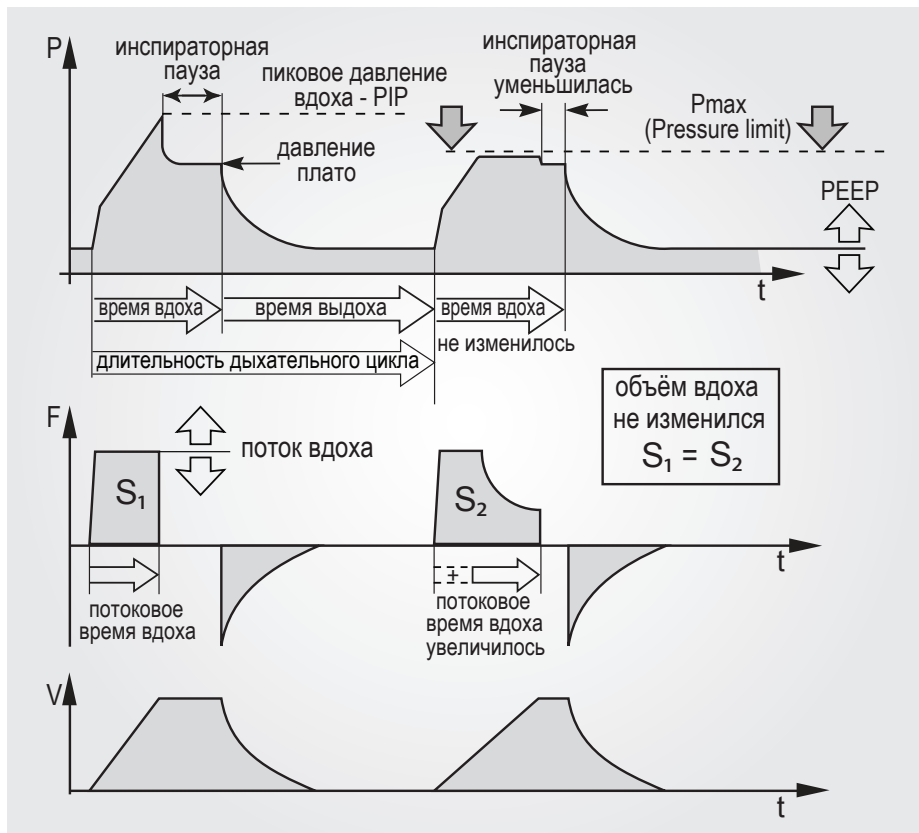 P
инспираторная
пауза
пиковое давление
вдоха - PIP
давление
плато
инспираторная
пауза
уменьшилась
Pmax
(Pressure limit)
PEEP
t
время вдоха
время выдоха
время вдоха
не изменилось
длительность дыхательного цикла
объём вдоха
не изменился
S₁ = S₂
F
поток вдоха
S₁
S₂
t
+
потоковое
время вдоха
потоковое
время вдоха
увеличилось
V
t